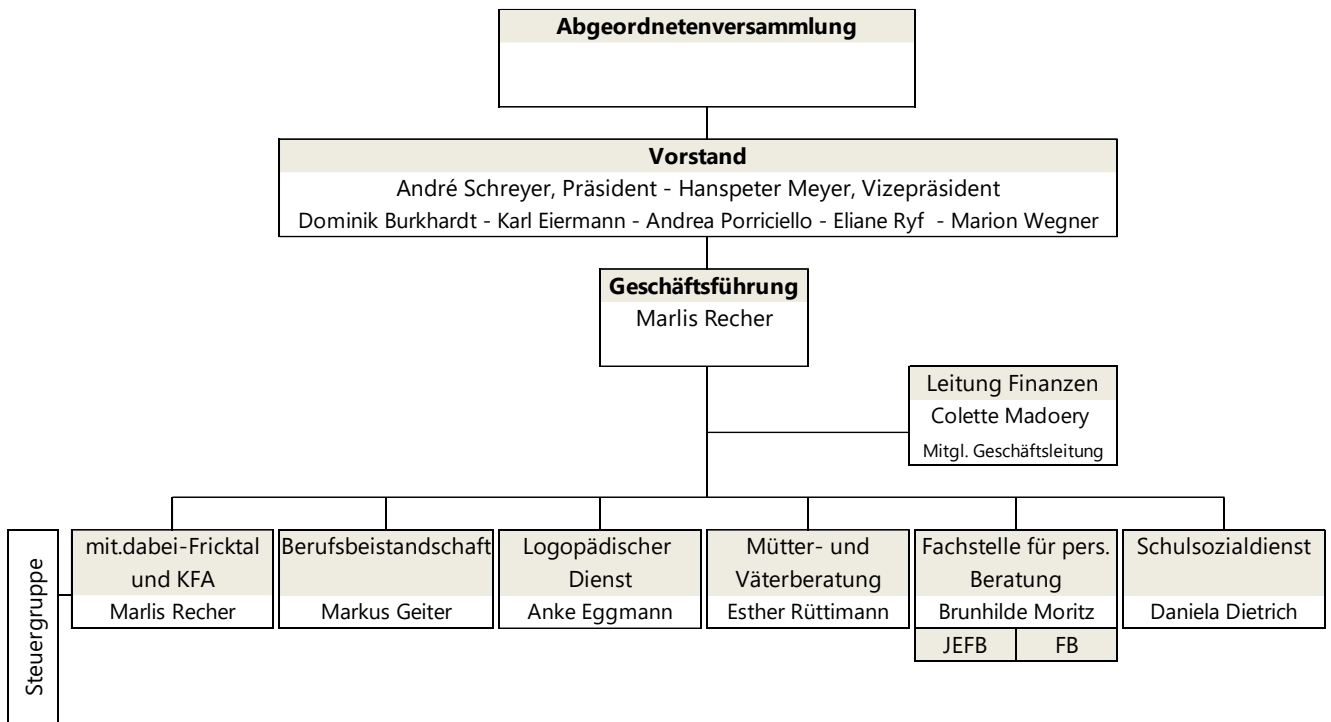 Abgeordnetenversammlung
Vorstand
André Schreyer, Präsident - Hanspeter Meyer, Vizepräsident
Dominik Burkhardt - Karl Eiermann - Andrea Porriciello - Eliane Ryf - Marion Wegner
Geschäftsführung
Marlis Recher
Leitung Finanzen
Colette Madoery
Mitgl. Geschäftsleitung
Steuergruppe
mit.dabei-Fricktal
und KFA
Marlis Recher
Berufsbeistandschaft
Markus Geiter
Logopädischer
Dienst
Anke Eggmann
Mütter- und
Väterberatung
Esther Rüttimann
Fachstelle für pers.
Beratung
Brunhilde Moritz
JEFB
FB
Schulsozialdienst
Daniela Dietrich